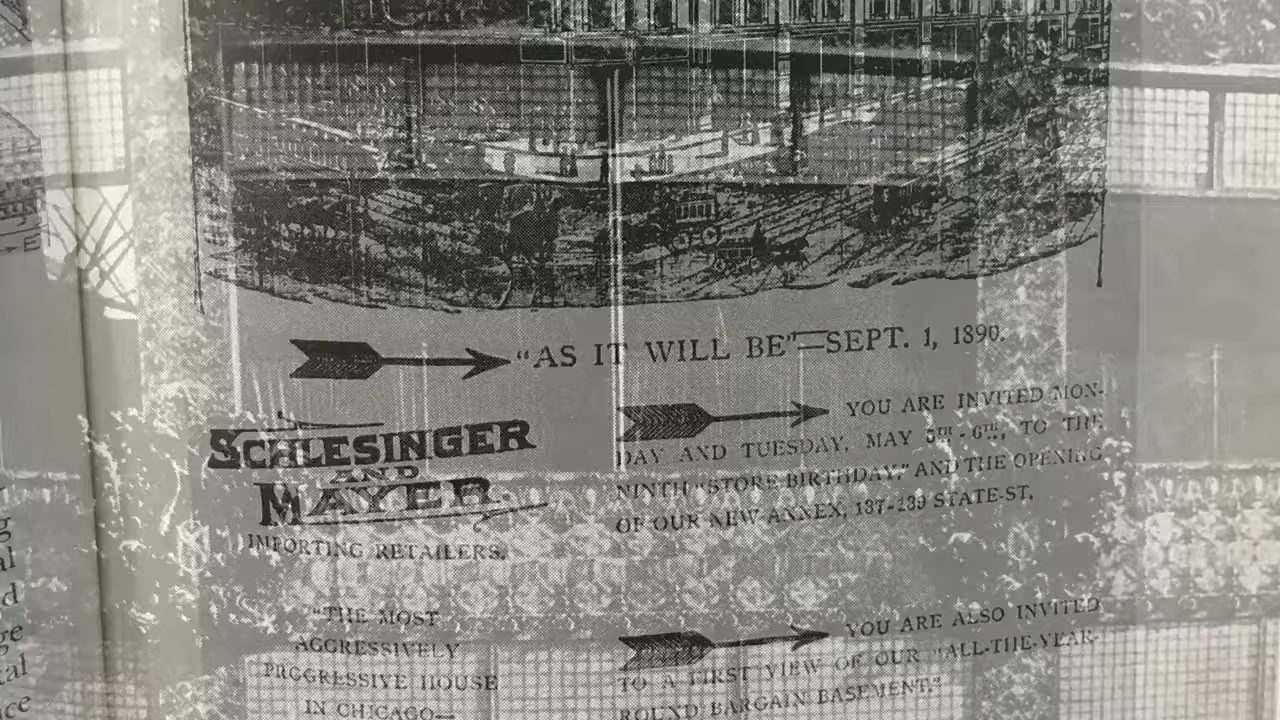 "AS IT WILL BE"—SEPT. 1, 1890.
SCHLESINGER
AND
MAYER
IMPORTING RETAILERS.
"THE MOST
AGGRESSIVELY
PROGRESSIVE HOUSE
IN CHICAGO—
YOU ARE INVITED MON-
DAY AND TUESDAY, MAY 5TH-6TH, TO THE
NINTH "STORE BIRTHDAY," AND THE OPENING
OF OUR NEW ANNEX, 137-139 STATE-ST.
YOU ARE ALSO INVITED
TO A FIRST VIEW OF OUR "ALL-THE-YEAR-
ROUND BARGAIN BASEMENT."